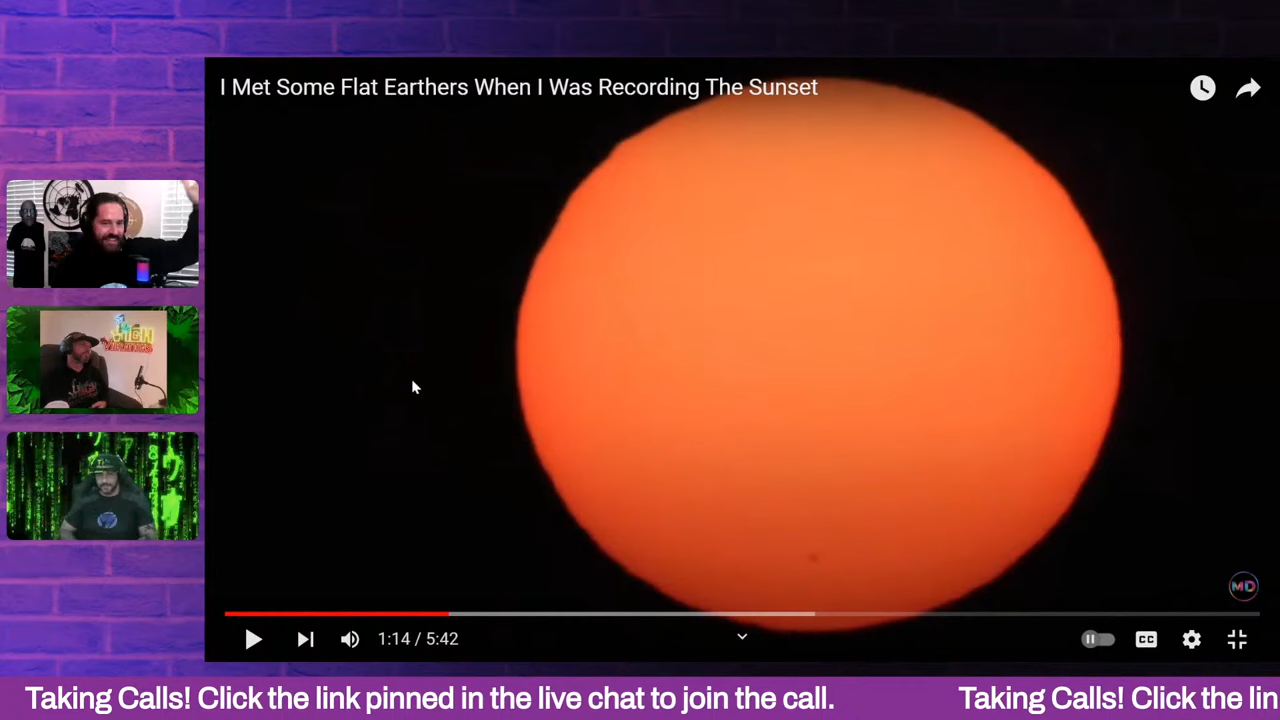 I Met Some Flat Earthers When I Was Recording The Sunset
HIGH
MD
1:14 / 5:42
CC
Taking Calls! Click the link pinned in the live chat to join the call.
Taking Calls! Click the lin